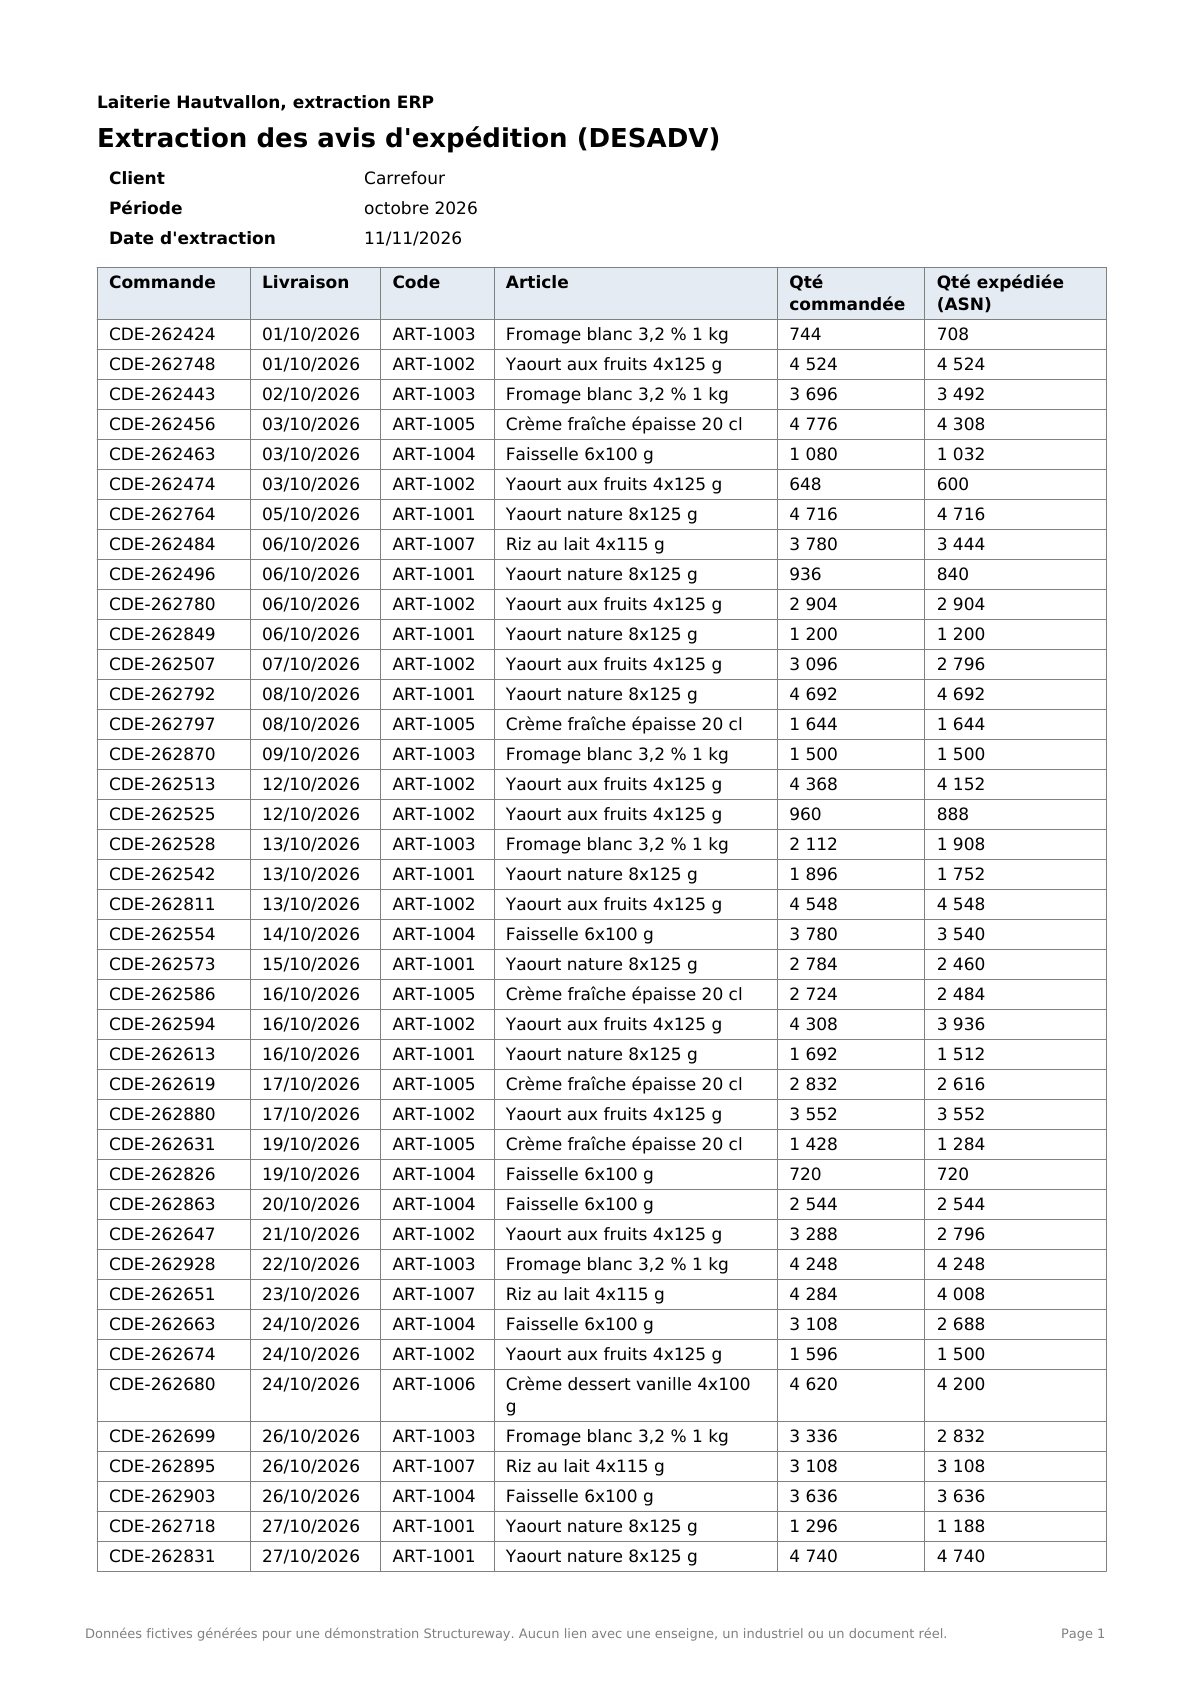 Laiterie Hautvallon, extraction ERP
Extraction des avis d'expédition (DESADV)
Client Carrefour
Période octobre 2026
Date d'extraction 11/11/2026
Commande Livraison Code Article Qté commandée Qté expédiée (ASN)
CDE-262424 01/10/2026 ART-1003 Fromage blanc 3,2 % 1 kg 744 708
CDE-262748 01/10/2026 ART-1002 Yaourt aux fruits 4x125 g 4 524 4 524
CDE-262443 02/10/2026 ART-1003 Fromage blanc 3,2 % 1 kg 3 696 3 492
CDE-262456 03/10/2026 ART-1005 Crème fraîche épaisse 20 cl 4 776 4 308
CDE-262463 03/10/2026 ART-1004 Faisselle 6x100 g 1 080 1 032
CDE-262474 03/10/2026 ART-1002 Yaourt aux fruits 4x125 g 648 600
CDE-262764 05/10/2026 ART-1001 Yaourt nature 8x125 g 4 716 4 716
CDE-262484 06/10/2026 ART-1007 Riz au lait 4x115 g 3 780 3 444
CDE-262496 06/10/2026 ART-1001 Yaourt nature 8x125 g 936 840
CDE-262780 06/10/2026 ART-1002 Yaourt aux fruits 4x125 g 2 904 2 904
CDE-262849 06/10/2026 ART-1001 Yaourt nature 8x125 g 1 200 1 200
CDE-262507 07/10/2026 ART-1002 Yaourt aux fruits 4x125 g 3 096 2 796
CDE-262792 08/10/2026 ART-1001 Yaourt nature 8x125 g 4 692 4 692
CDE-262797 08/10/2026 ART-1005 Crème fraîche épaisse 20 cl 1 644 1 644
CDE-262870 09/10/2026 ART-1003 Fromage blanc 3,2 % 1 kg 1 500 1 500
CDE-262513 12/10/2026 ART-1002 Yaourt aux fruits 4x125 g 4 368 4 152
CDE-262525 12/10/2026 ART-1002 Yaourt aux fruits 4x125 g 960 888
CDE-262528 13/10/2026 ART-1003 Fromage blanc 3,2 % 1 kg 2 112 1 908
CDE-262542 13/10/2026 ART-1001 Yaourt nature 8x125 g 1 896 1 752
CDE-262811 13/10/2026 ART-1002 Yaourt aux fruits 4x125 g 4 548 4 548
CDE-262554 14/10/2026 ART-1004 Faisselle 6x100 g 3 780 3 540
CDE-262573 15/10/2026 ART-1001 Yaourt nature 8x125 g 2 784 2 460
CDE-262586 16/10/2026 ART-1005 Crème fraîche épaisse 20 cl 2 724 2 484
CDE-262594 16/10/2026 ART-1002 Yaourt aux fruits 4x125 g 4 308 3 936
CDE-262613 16/10/2026 ART-1001 Yaourt nature 8x125 g 1 692 1 512
CDE-262619 17/10/2026 ART-1005 Crème fraîche épaisse 20 cl 2 832 2 616
CDE-262880 17/10/2026 ART-1002 Yaourt aux fruits 4x125 g 3 552 3 552
CDE-262631 19/10/2026 ART-1005 Crème fraîche épaisse 20 cl 1 428 1 284
CDE-262826 19/10/2026 ART-1004 Faisselle 6x100 g 720 720
CDE-262863 20/10/2026 ART-1004 Faisselle 6x100 g 2 544 2 544
CDE-262647 21/10/2026 ART-1002 Yaourt aux fruits 4x125 g 3 288 2 796
CDE-262928 22/10/2026 ART-1003 Fromage blanc 3,2 % 1 kg 4 248 4 248
CDE-262651 23/10/2026 ART-1007 Riz au lait 4x115 g 4 284 4 008
CDE-262663 24/10/2026 ART-1004 Faisselle 6x100 g 3 108 2 688
CDE-262674 24/10/2026 ART-1002 Yaourt aux fruits 4x125 g 1 596 1 500
CDE-262680 24/10/2026 ART-1006 Crème dessert vanille 4x100 g 4 620 4 200
CDE-262699 26/10/2026 ART-1003 Fromage blanc 3,2 % 1 kg 3 336 2 832
CDE-262895 26/10/2026 ART-1007 Riz au lait 4x115 g 3 108 3 108
CDE-262903 26/10/2026 ART-1004 Faisselle 6x100 g 3 636 3 636
CDE-262718 27/10/2026 ART-1001 Yaourt nature 8x125 g 1 296 1 188
CDE-262831 27/10/2026 ART-1001 Yaourt nature 8x125 g 4 740 4 740
Données fictives générées pour une démonstration Structureway. Aucun lien avec une enseigne, un industriel ou un document réel. Page 1